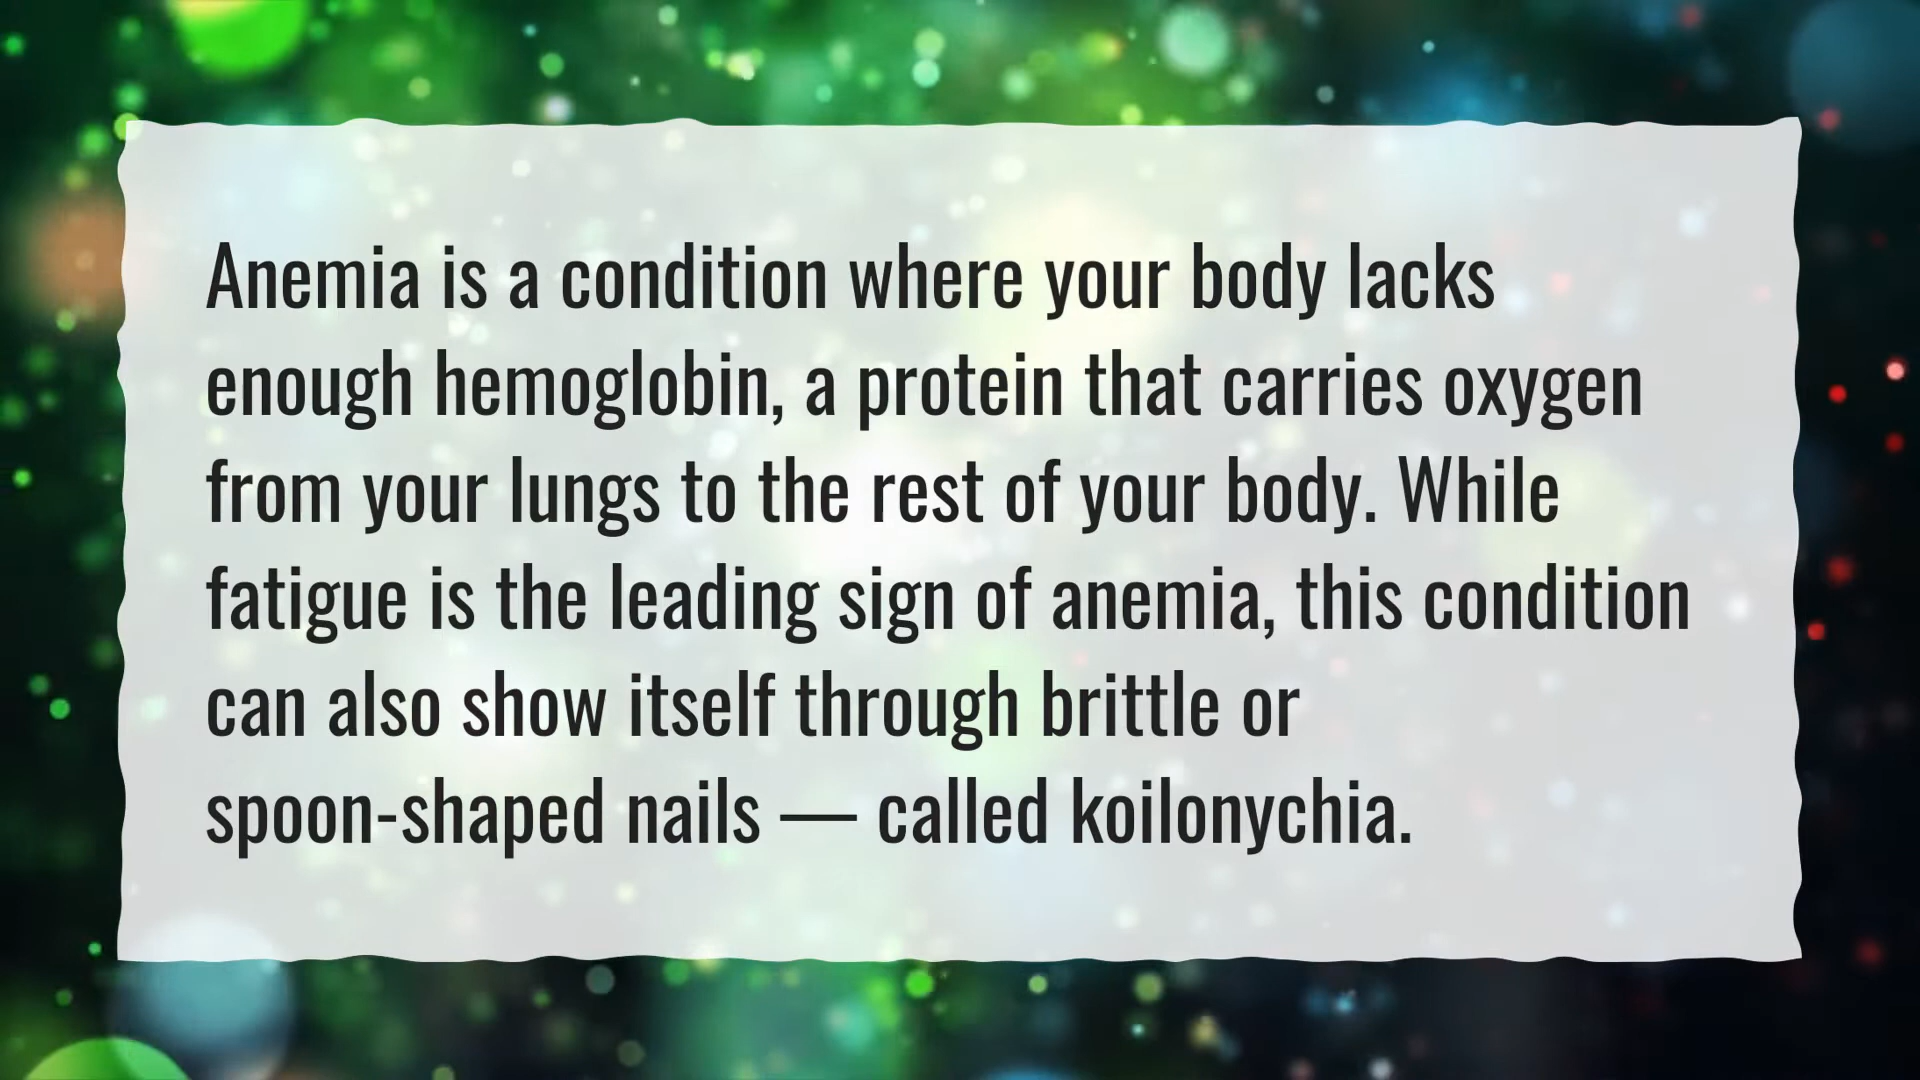 Anemia is a condition where your body lacks
enough hemoglobin, a protein that carries oxygen
from your lungs to the rest of your body. While
fatigue is the leading sign of anemia, this condition
can also show itself through brittle or
spoon-shaped nails — called koilonychia.